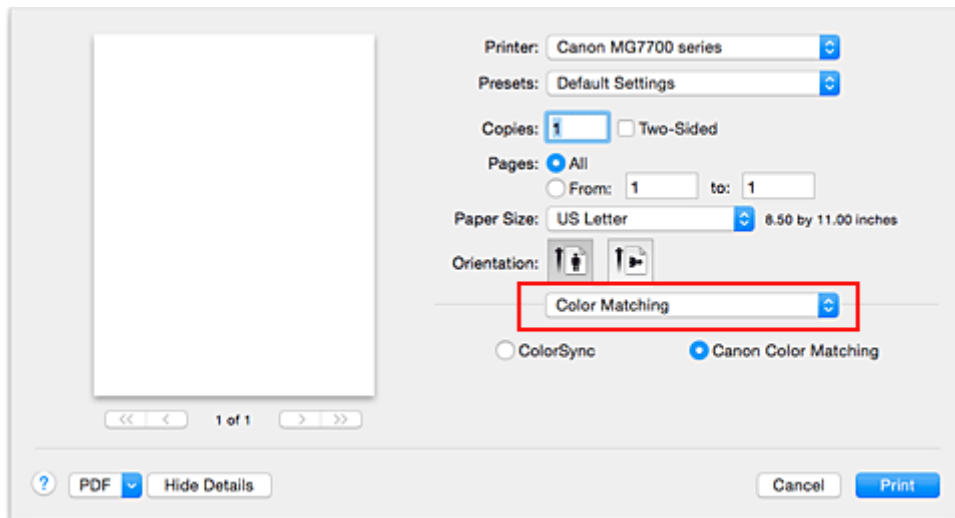 Printer: Canon MG7700 series
Presets: Default Settings
Copies: 1 Two-Sided
Pages: All
From: 1 to: 1
Paper Size: US Letter 8.50 by 11.00 inches
Orientation:
Color Matching
ColorSync Canon Color Matching
<< < 1 of 1 > >>
? PDF Hide Details Cancel Print